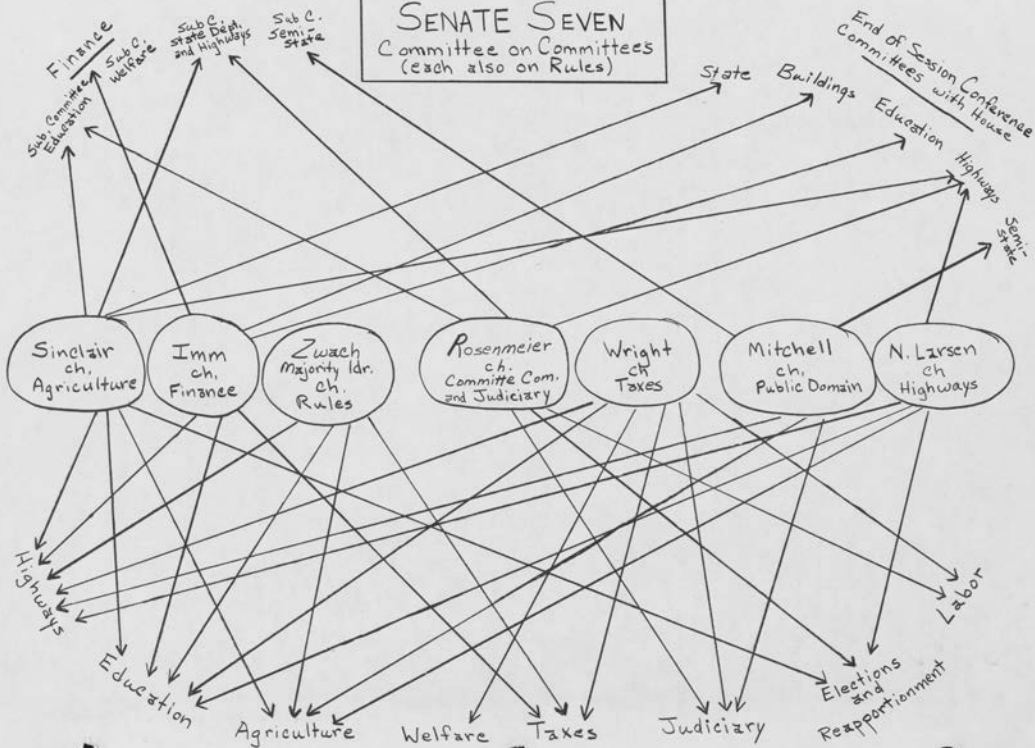 SENATE SEVEN
Committee on Committees
(each also on Rules)
Finance
Sub. Committee
Education
Sub C.
Welfare
Sub C.
State Dept.
and Highways
Sub C.
Semi-
state
State
Buildings
Education
Highways
Semi-
state
End of Session Conference
Committees with House
Sinclair
ch.
Agriculture
Imm
ch.
Finance
Zwach
Majority ldr.
ch.
Rules
Rosenmeier
ch.
Committe Com.
and Judiciary
Wright
ch
Taxes
Mitchell
ch.
Public Domain
N. Larsen
ch
Highways
Highways
Education
Agriculture
Welfare
Taxes
Judiciary
Elections
and
Reapportionment
Labor